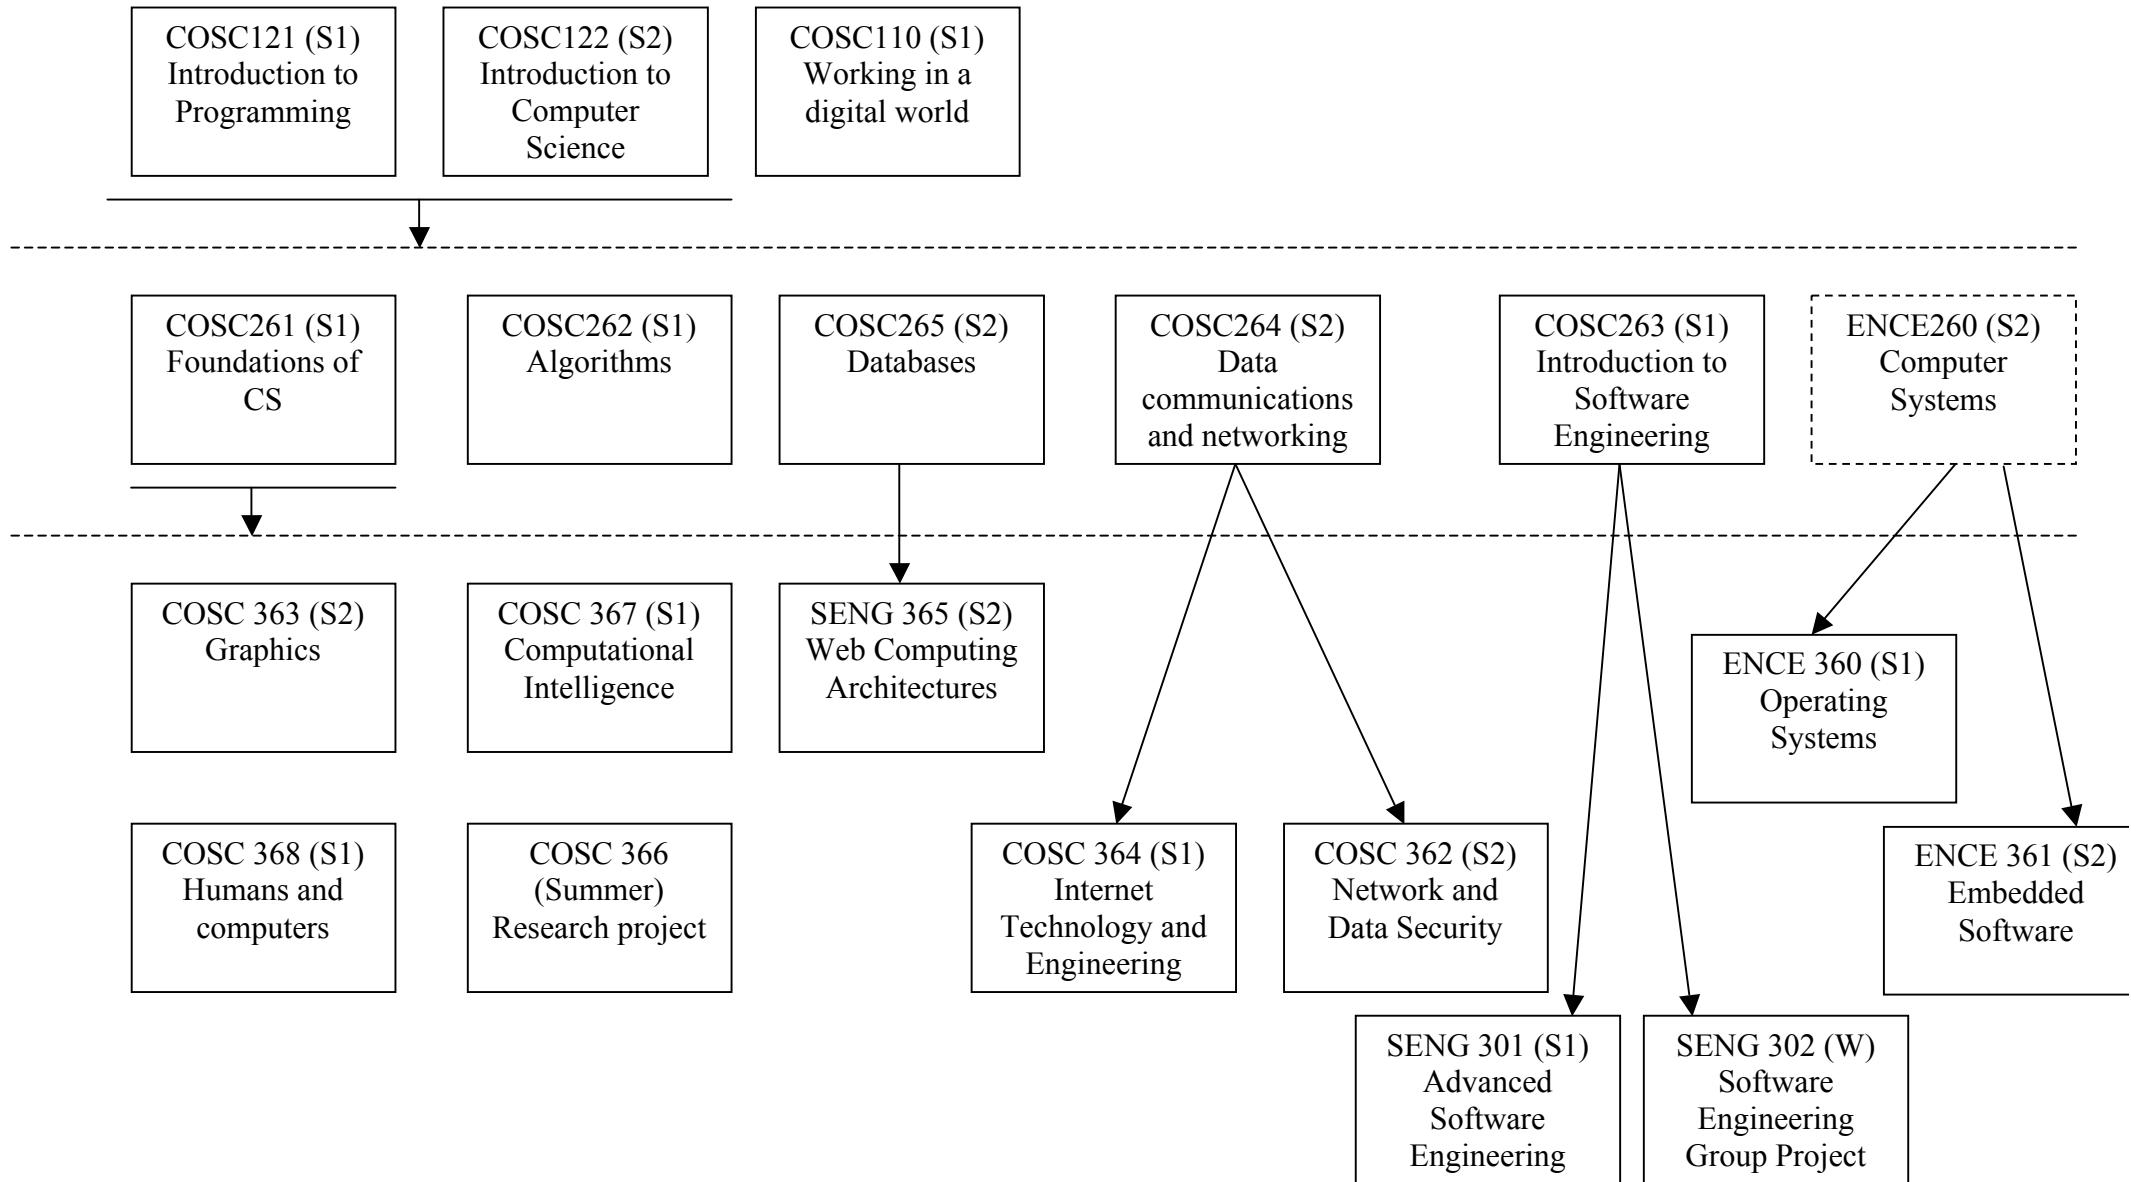 COSC121 (S1)
Introduction to
Programming
COSC122 (S2)
Introduction to
Computer
Science
COSC110 (S1)
Working in a
digital world
COSC261 (S1)
Foundations of
CS
COSC262 (S1)
Algorithms
COSC265 (S2)
Databases
COSC264 (S2)
Data
communications
and networking
COSC263 (S1)
Introduction to
Software
Engineering
ENCE260 (S2)
Computer
Systems
COSC 363 (S2)
Graphics
COSC 367 (S1)
Computational
Intelligence
SENG 365 (S2)
Web Computing
Architectures
ENCE 360 (S1)
Operating
Systems
COSC 368 (S1)
Humans and
computers
COSC 366
(Summer)
Research project
COSC 364 (S1)
Internet
Technology and
Engineering
COSC 362 (S2)
Network and
Data Security
ENCE 361 (S2)
Embedded
Software
SENG 301 (S1)
Advanced
Software
Engineering
SENG 302 (W)
Software
Engineering
Group Project